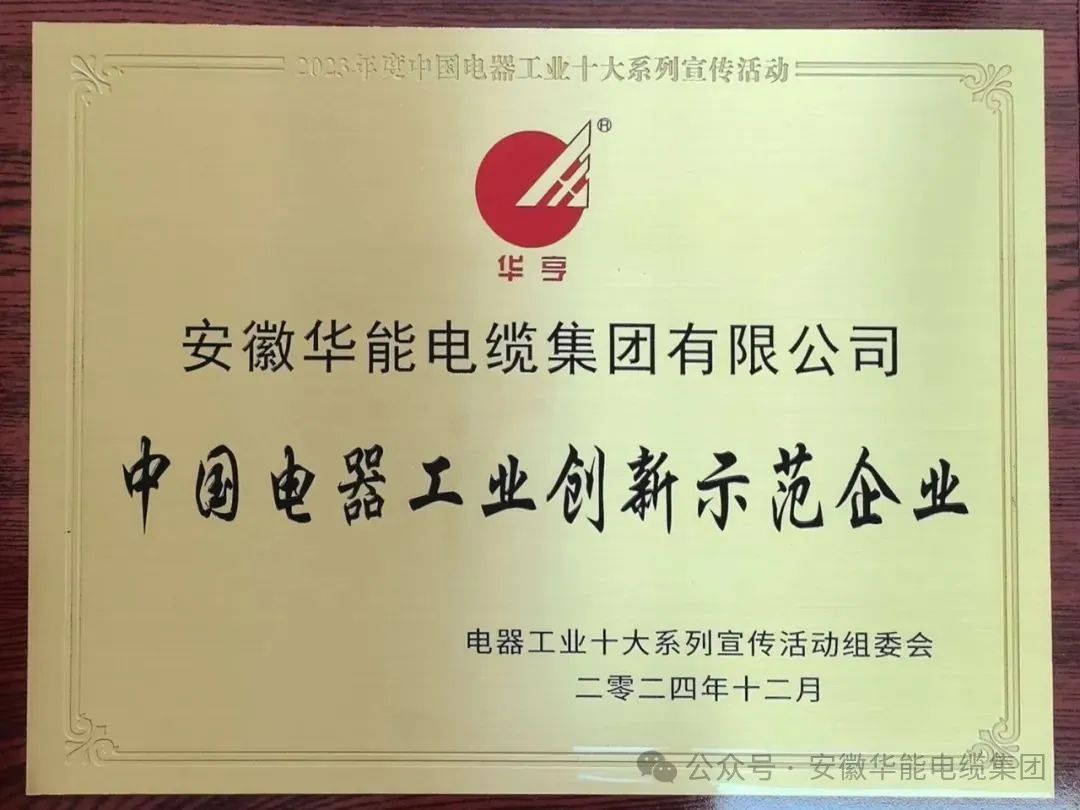 2023年度中国电器工业十大系列宣传活动
®
华亨
安徽华能电缆集团有限公司
中国电器工业创新示范企业
电器工业十大系列宣传活动组委会
二零二四年十二月
公众号·安徽华能电缆集团